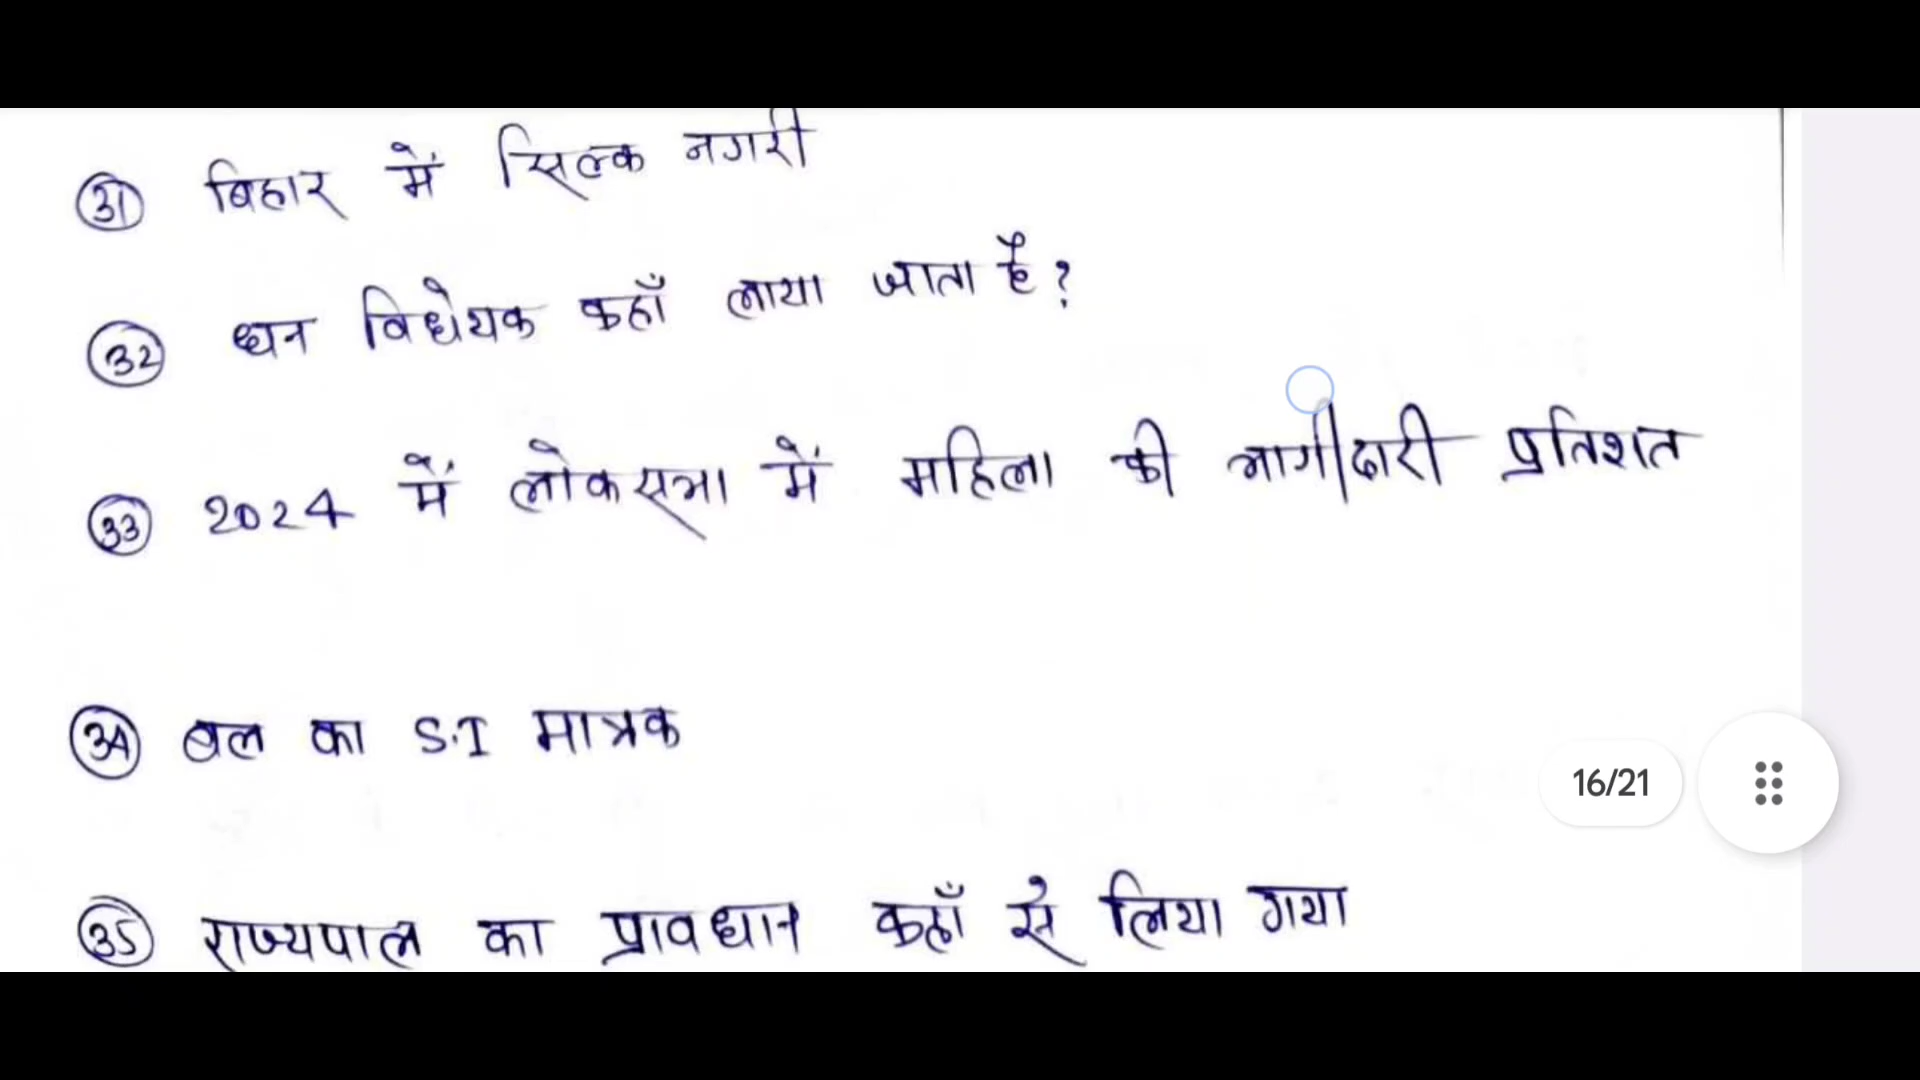 31 बिहार में सिल्क नगरी
32 धन विधेयक कहाँ लाया जाता है?
33 2024 में लोकसभा में महिला की भागीदारी प्रतिशत
34 बल का S.I मात्रक
16/21
35 राज्यपाल का प्रावधान कहाँ से लिया गया